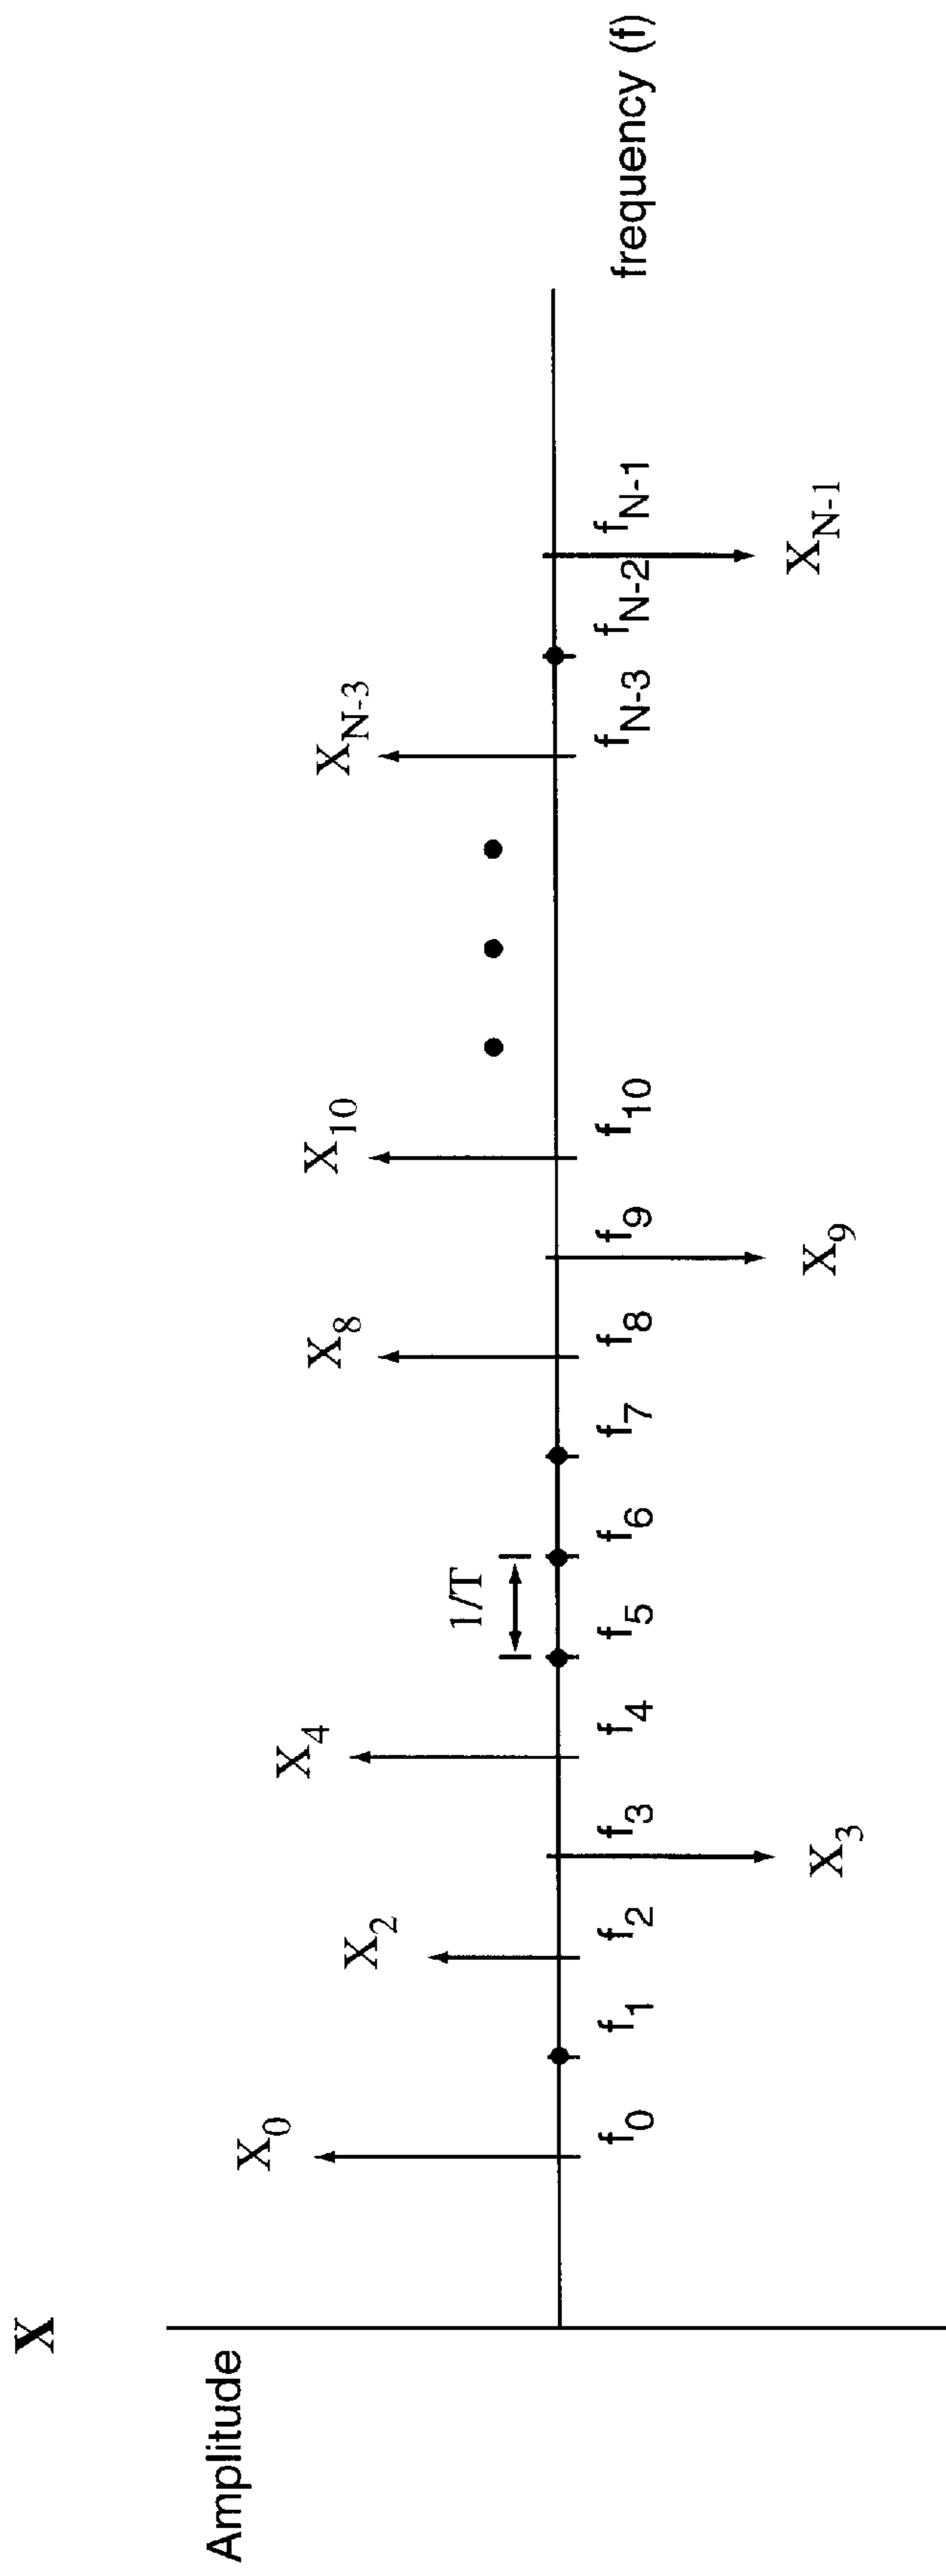 X
Amplitude
X0
X2
X4
1/T
X8
X10
XN-3
f0
f1
f2
f3
f4
f5
f6
f7
f8
f9
f10
fN-3
fN-2
fN-1
X3
X9
XN-1
frequency (f)